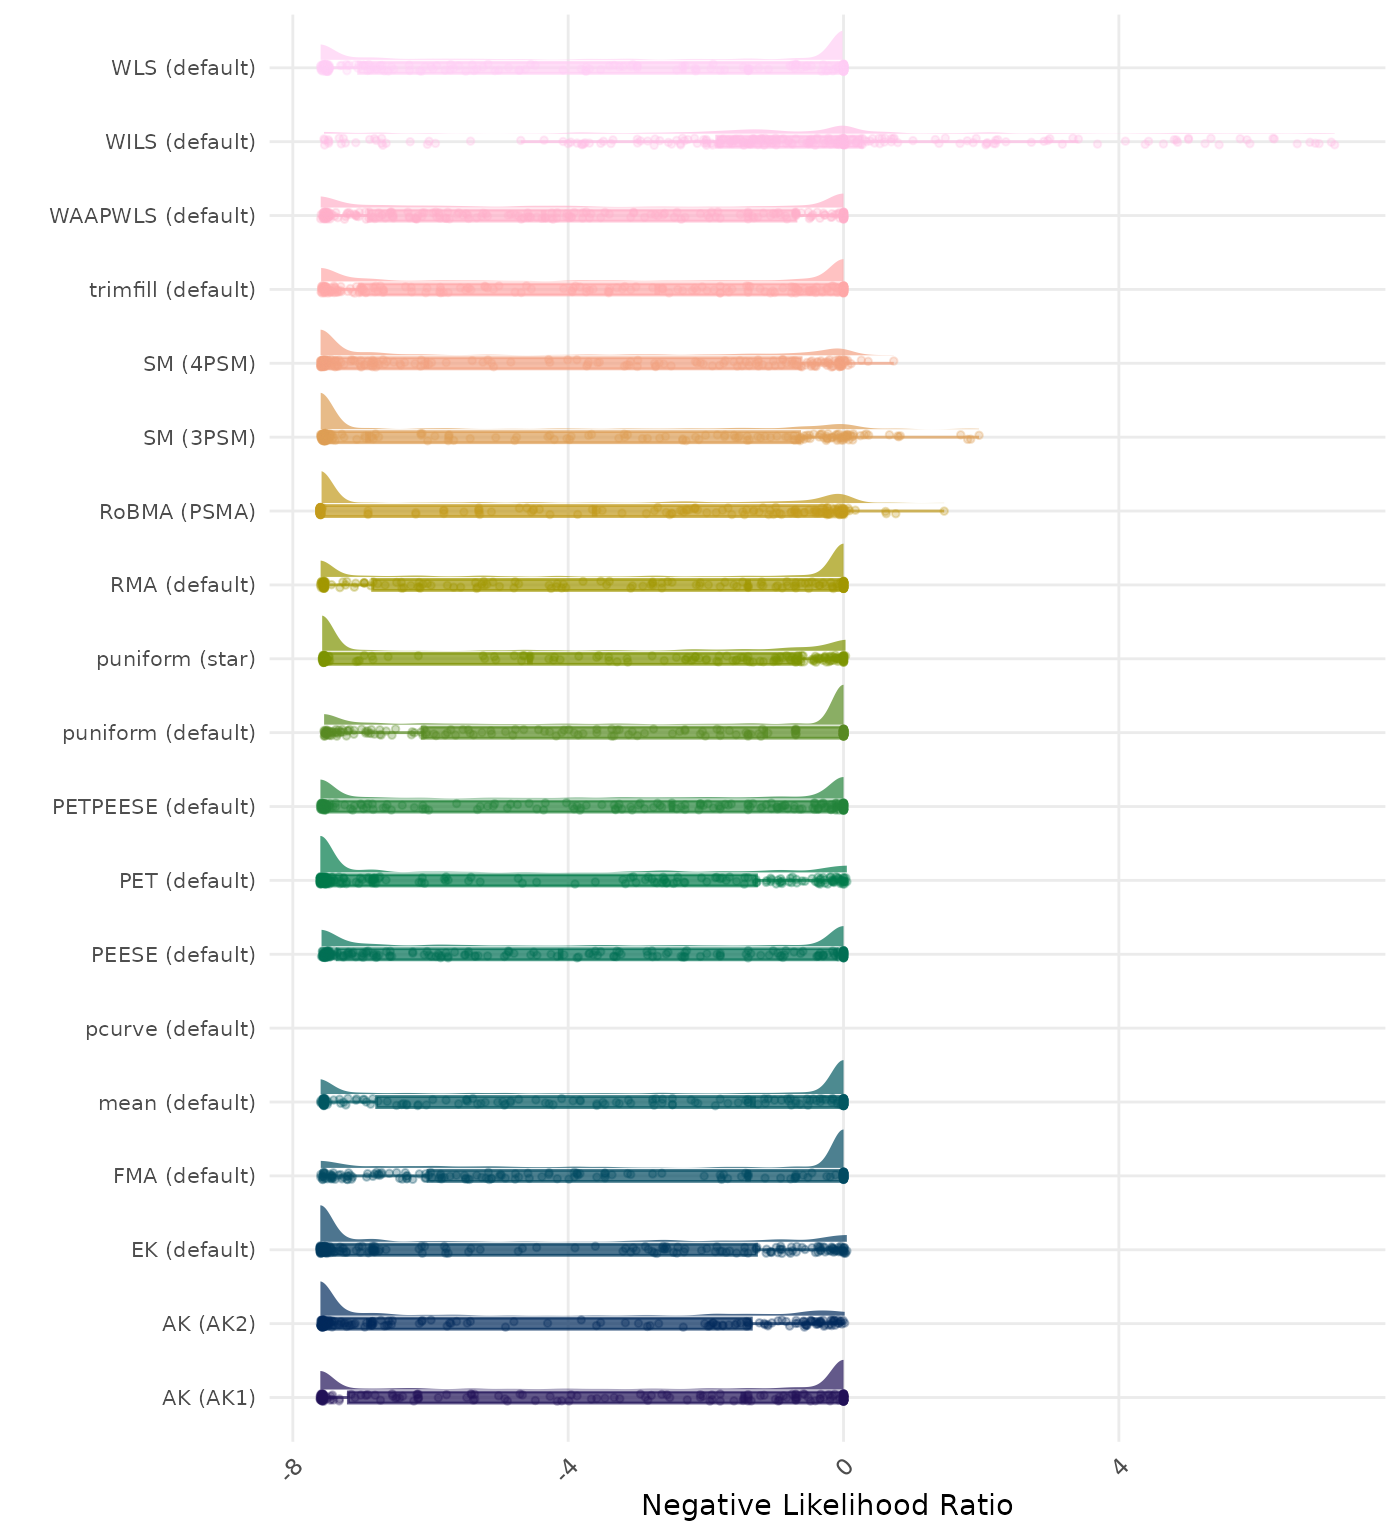 WLS (default)
WILS (default)
WAAPWLS (default)
trimfill (default)
SM (4PSM)
SM (3PSM)
RoBMA (PSMA)
RMA (default)
puniform (star)
puniform (default)
PETPEESE (default)
PET (default)
PEESE (default)
pcurve (default)
mean (default)
FMA (default)
EK (default)
AK (AK2)
AK (AK1)
-8
-4
0
4
Negative Likelihood Ratio